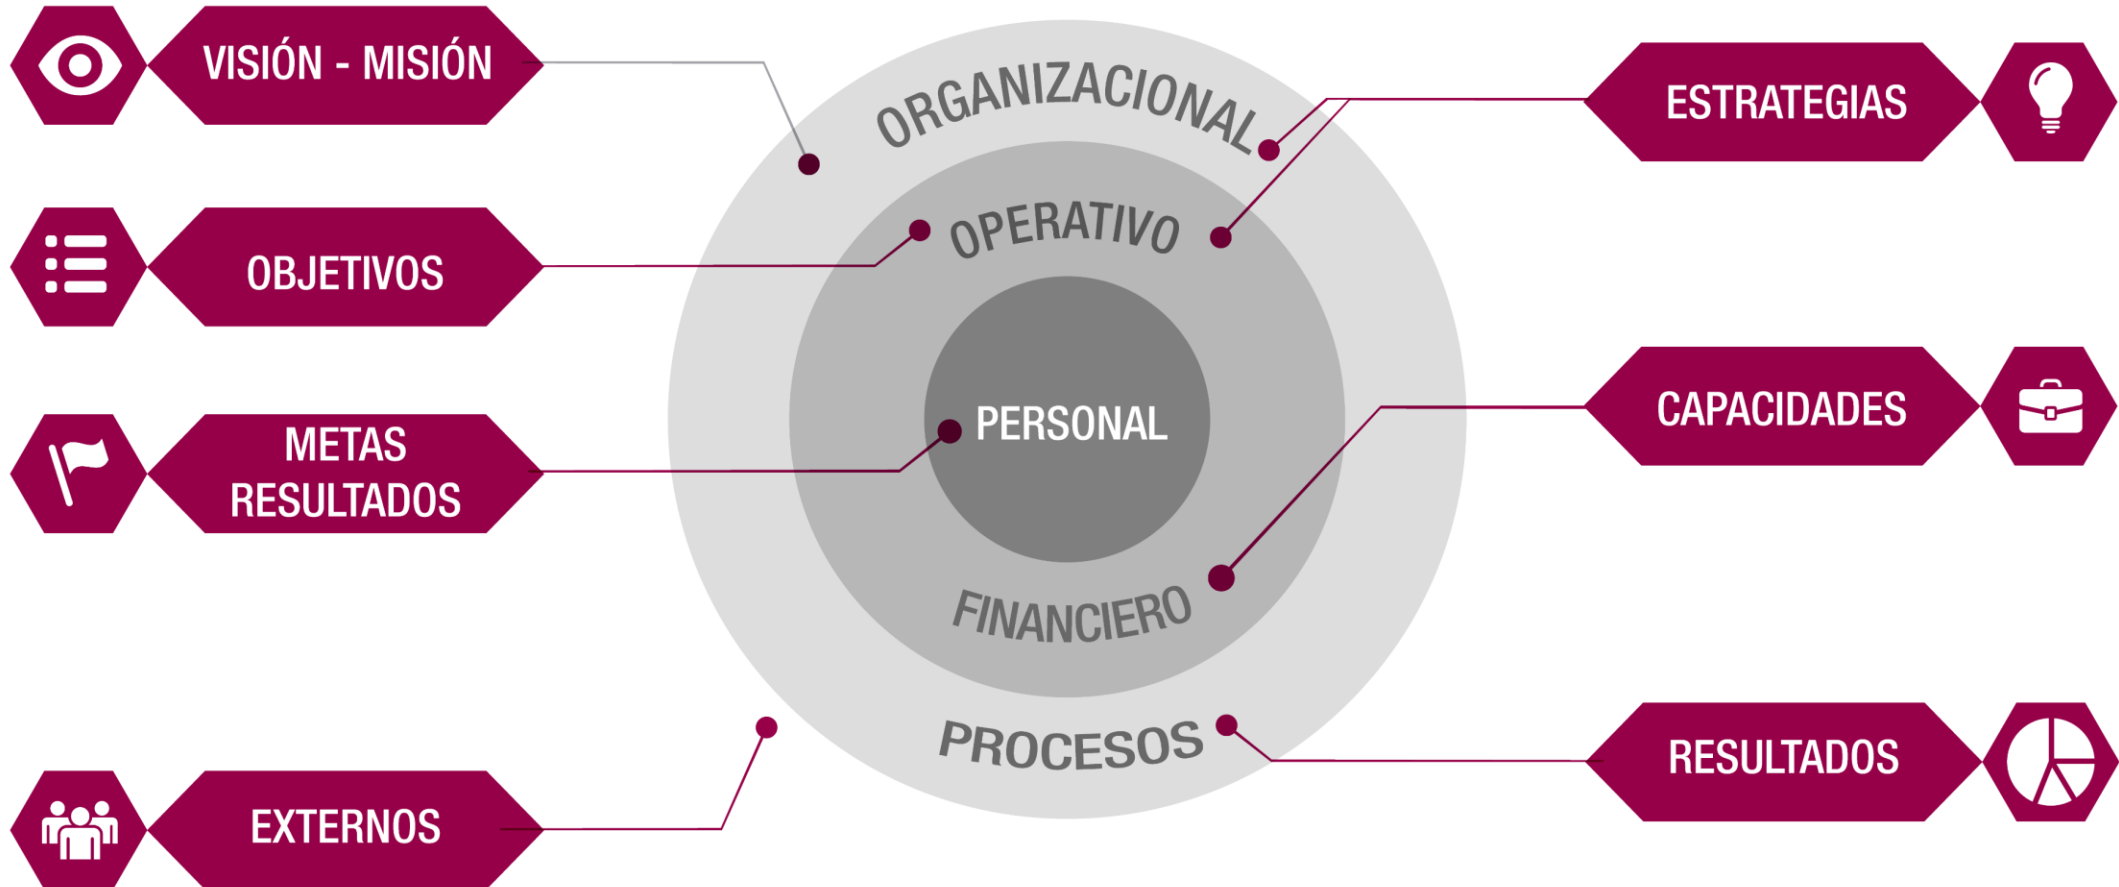 VISIÓN - MISIÓN
OBJETIVOS
METAS
RESULTADOS
EXTERNOS
ORGANIZACIONAL
OPERATIVO
PERSONAL
FINANCIERO
PROCESOS
ESTRATEGIAS
CAPACIDADES
RESULTADOS